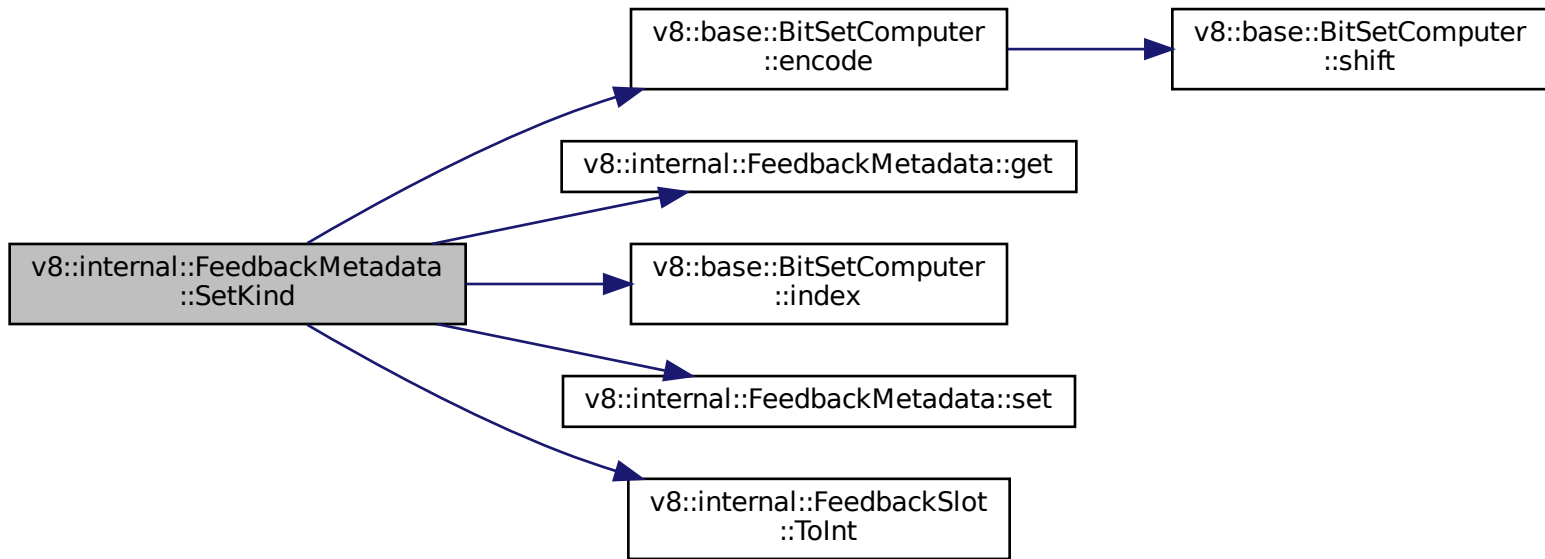 v8::internal::FeedbackMetadata
::SetKind
v8::base::BitSetComputer
::encode
v8::base::BitSetComputer
::shift
v8::internal::FeedbackMetadata::get
v8::base::BitSetComputer
::index
v8::internal::FeedbackMetadata::set
v8::internal::FeedbackSlot
::ToInt